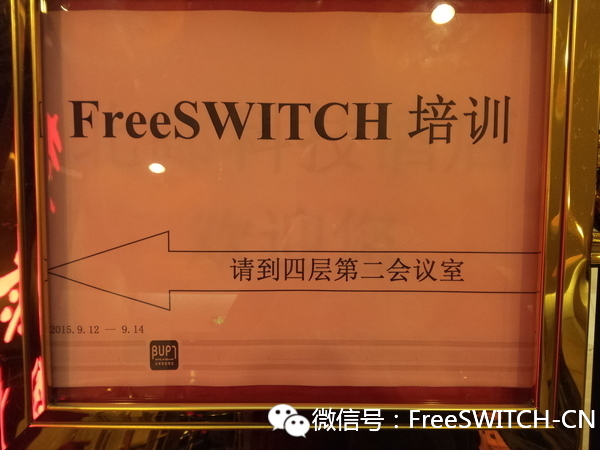 FreeSWITCH 培训
请到四层第二会议室
2015.9.12 — 9.14
BUPT
微信号：FreeSWITCH-CN